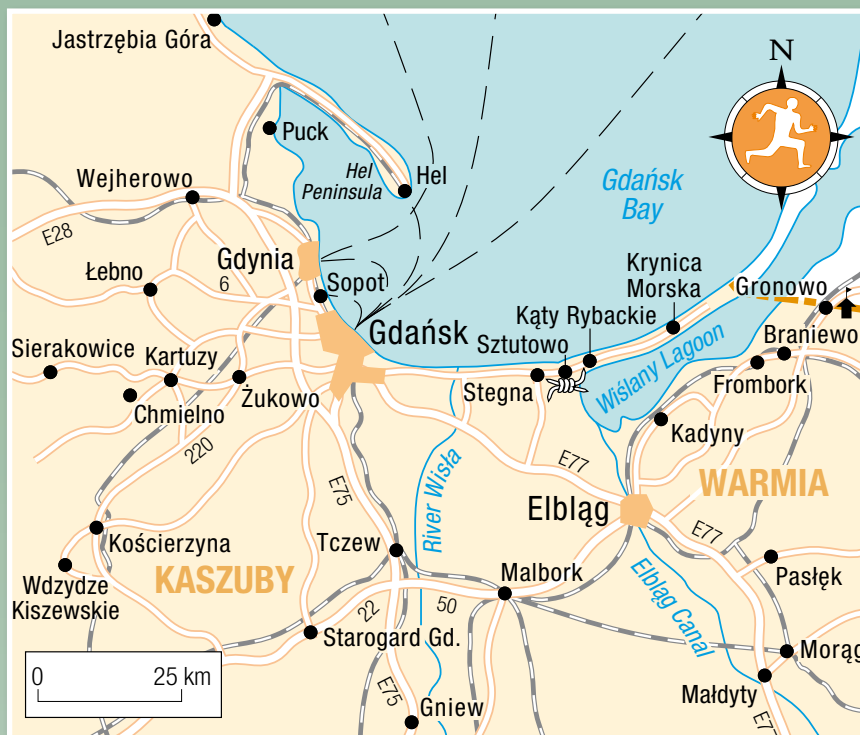 Jastrzębia Góra
N
Puck
Hel
Peninsula
Hel
Wejherowo
Gdańsk
Bay
E28
Gdynia
Krynica
Morska
Łebno
6
Sopot
Gronowo
Kąty Rybackie
Gdańsk
Sztutowo
Braniewo
Sierakowice
Kartuzy
Wiślany Lagoon
Frombork
Stegna
Chmielno
Żukowo
Kadyny
220
E77
E75
River Wisła
WARMIA
Elbląg
E77
Kościerzyna
Tczew
Pasłęk
Wdzydze
Kiszewskie
KASZUBY
Malbork
Elbląg Canal
22
50
Starogard Gd.
Morąg
0
25 km
E75
Małdyty
Gniew
E77